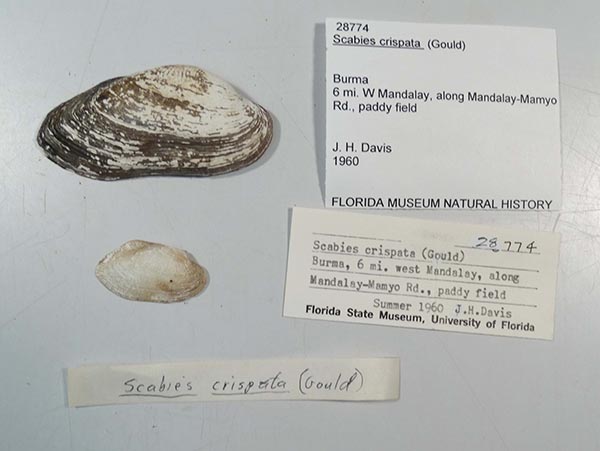 28774
Scabies crispata (Gould)
Burma
6 mi. W Mandalay, along Mandalay-Mamyo
Rd., paddy field
J. H. Davis
1960
FLORIDA MUSEUM NATURAL HISTORY
28774
Scabies crispata (Gould)
Burma, 6 mi. west Mandalay, along
Mandalay-Mamyo Rd., paddy field
Summer 1960 J.H.Davis
Florida State Museum, University of Florida
Scabies crispata (Gould)